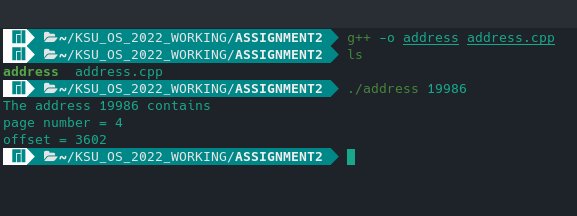 ~/KSU_OS_2022_WORKING/ASSIGNMENT2 g++ -o address address.cpp
~/KSU_OS_2022_WORKING/ASSIGNMENT2 ls
address address.cpp
~/KSU_OS_2022_WORKING/ASSIGNMENT2 ./address 19986
The address 19986 contains
page number = 4
offset = 3602
~/KSU_OS_2022_WORKING/ASSIGNMENT2